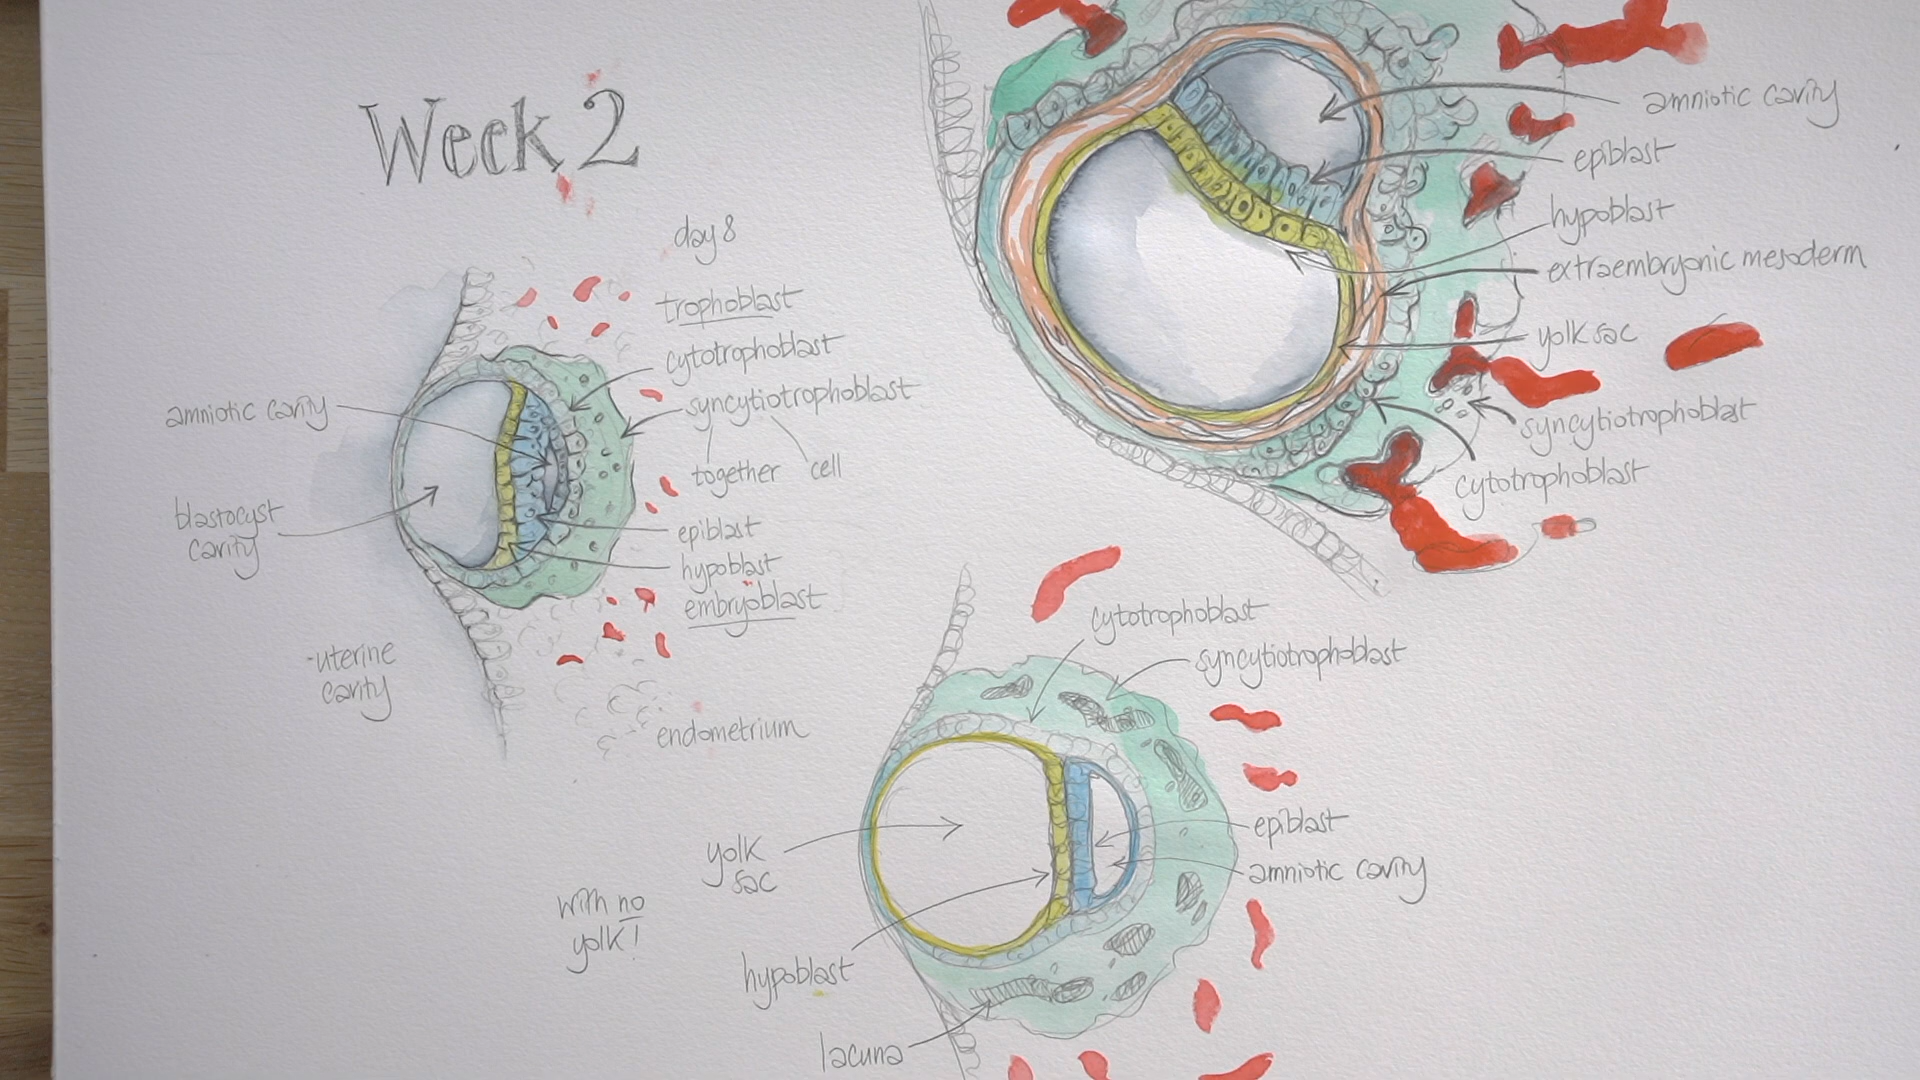 Week 2
day 8
trophoblast
cytotrophoblast
syncytiotrophoblast
together cell
amniotic cavity
blastocyst
cavity
epiblast
hypoblast
embryoblast
uterine
cavity
endometrium
amniotic cavity
epiblast
hypoblast
extraembryonic mesoderm
yolk sac
syncytiotrophoblast
cytotrophoblast
cytotrophoblast
syncytiotrophoblast
yolk
sac
with no
yolk!
epiblast
amniotic cavity
hypoblast
lacuna